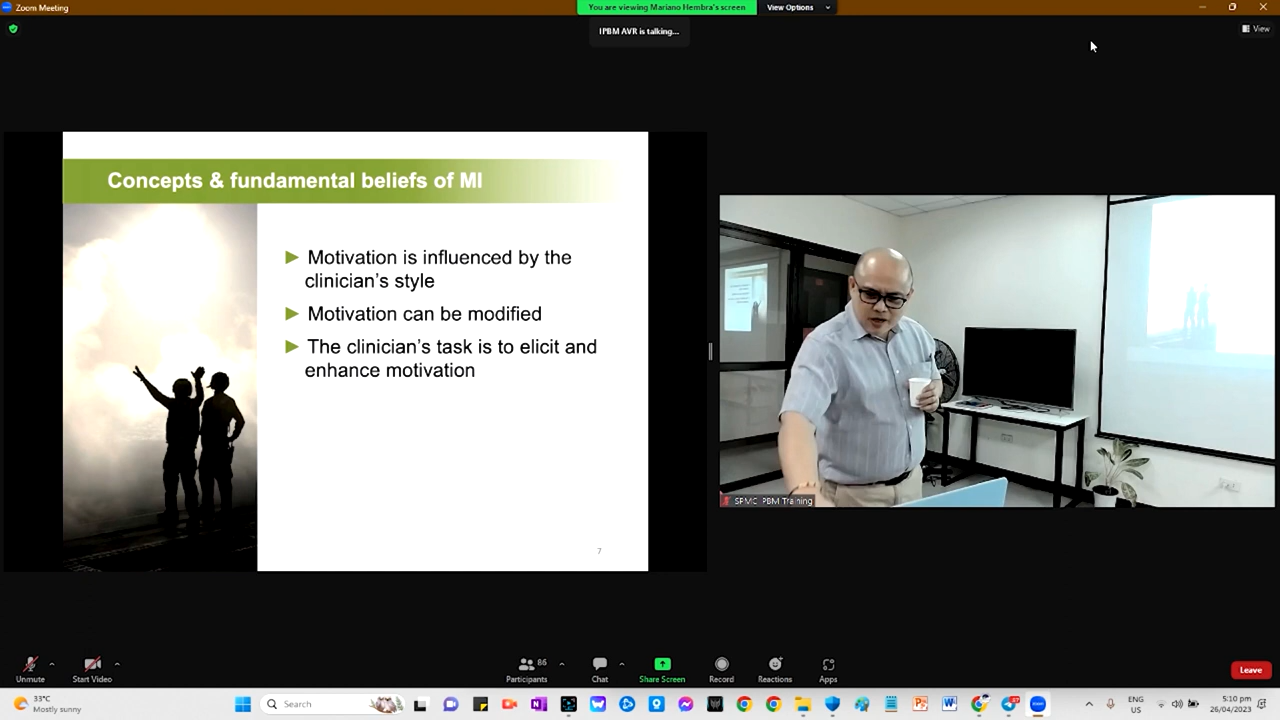 Zoom Meeting
You are viewing Mariano Hembra's screen
View Options
IPBM AVR is talking...
View
Concepts & fundamental beliefs of MI
Motivation is influenced by the
clinician's style
Motivation can be modified
The clinician's task is to elicit and
enhance motivation
7
SPMC IPBM Training
Unmute
Start Video
86
Participants
Chat
Share Screen
Record
Reactions
Apps
Leave
33°C
Mostly sunny
Search
ENG
US
5:10 pm
26/04/2023